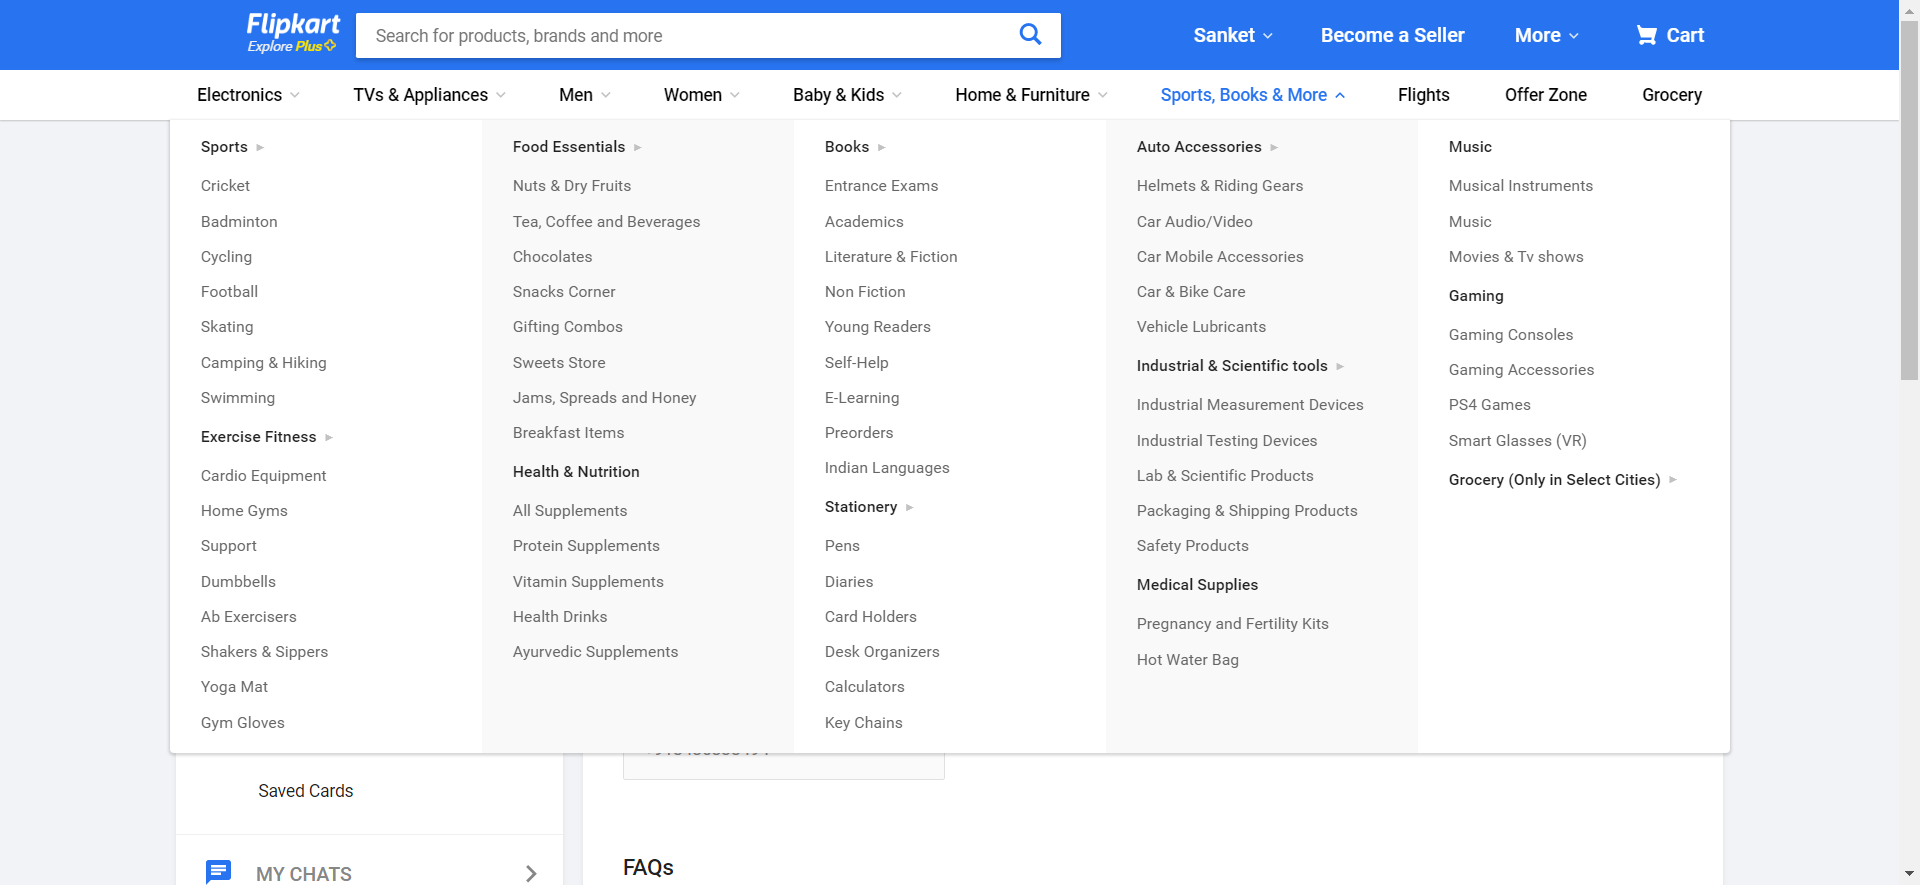 Flipkart
Explore Plus
Search for products, brands and more
Sanket
Become a Seller
More
Cart
Electronics
TVs & Appliances
Men
Women
Baby & Kids
Home & Furniture
Sports, Books & More
Flights
Offer Zone
Grocery
Sports
Cricket
Badminton
Cycling
Football
Skating
Camping & Hiking
Swimming
Exercise Fitness
Cardio Equipment
Home Gyms
Support
Dumbbells
Ab Exercisers
Shakers & Sippers
Yoga Mat
Gym Gloves
Food Essentials
Nuts & Dry Fruits
Tea, Coffee and Beverages
Chocolates
Snacks Corner
Gifting Combos
Sweets Store
Jams, Spreads and Honey
Breakfast Items
Health & Nutrition
All Supplements
Protein Supplements
Vitamin Supplements
Health Drinks
Ayurvedic Supplements
Books
Entrance Exams
Academics
Literature & Fiction
Non Fiction
Young Readers
Self-Help
E-Learning
Preorders
Indian Languages
Stationery
Pens
Diaries
Card Holders
Desk Organizers
Calculators
Key Chains
Auto Accessories
Helmets & Riding Gears
Car Audio/Video
Car Mobile Accessories
Car & Bike Care
Vehicle Lubricants
Industrial & Scientific tools
Industrial Measurement Devices
Industrial Testing Devices
Lab & Scientific Products
Packaging & Shipping Products
Safety Products
Medical Supplies
Pregnancy and Fertility Kits
Hot Water Bag
Music
Musical Instruments
Music
Movies & Tv shows
Gaming
Gaming Consoles
Gaming Accessories
PS4 Games
Smart Glasses (VR)
Grocery (Only in Select Cities)
Saved Cards
MY CHATS
FAQs